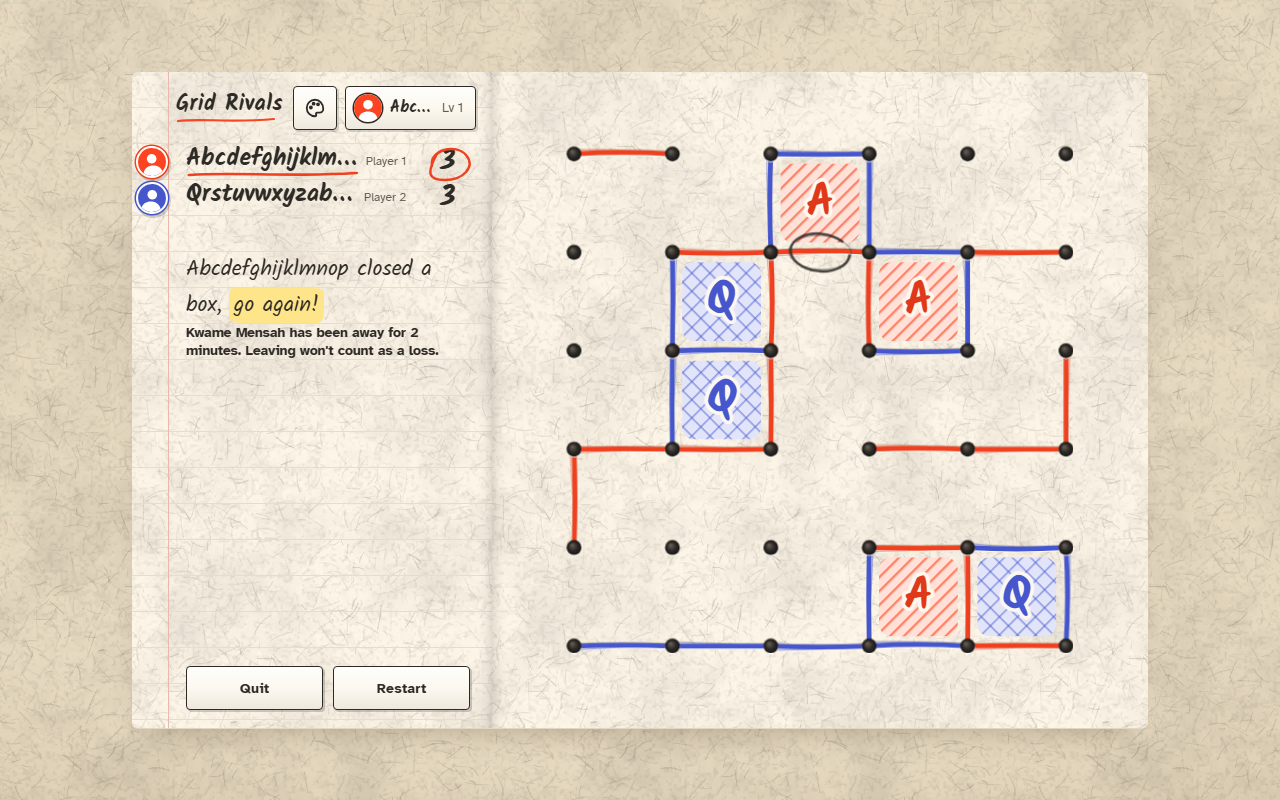 Grid Rivals
Abc... Lv 1
Abcdefghijklm... Player 1 3
Qrstuvwxyzab... Player 2 3
Abcdefghijklmnop closed a
box, go again!
Kwame Mensah has been away for 2
minutes. Leaving won't count as a loss.
A
Q
A
Q
A
Q
Quit
Restart